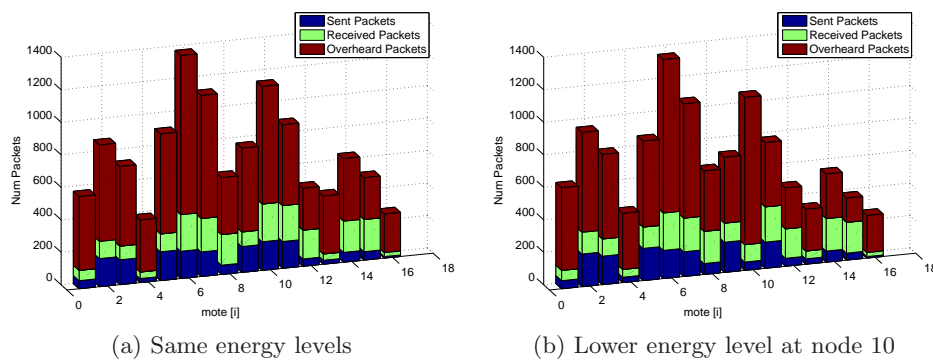 Sent Packets
Received Packets
Overheard Packets
1400
1200
1000
800
600
400
200
0
Num Packets
0 2 4 6 8 10 12 14 16 18
mote [i]
(a) Same energy levels
Sent Packets
Received Packets
Overheard Packets
1400
1200
1000
800
600
400
200
0
Num Packets
0 2 4 6 8 10 12 14 16 18
mote [i]
(b) Lower energy level at node 10